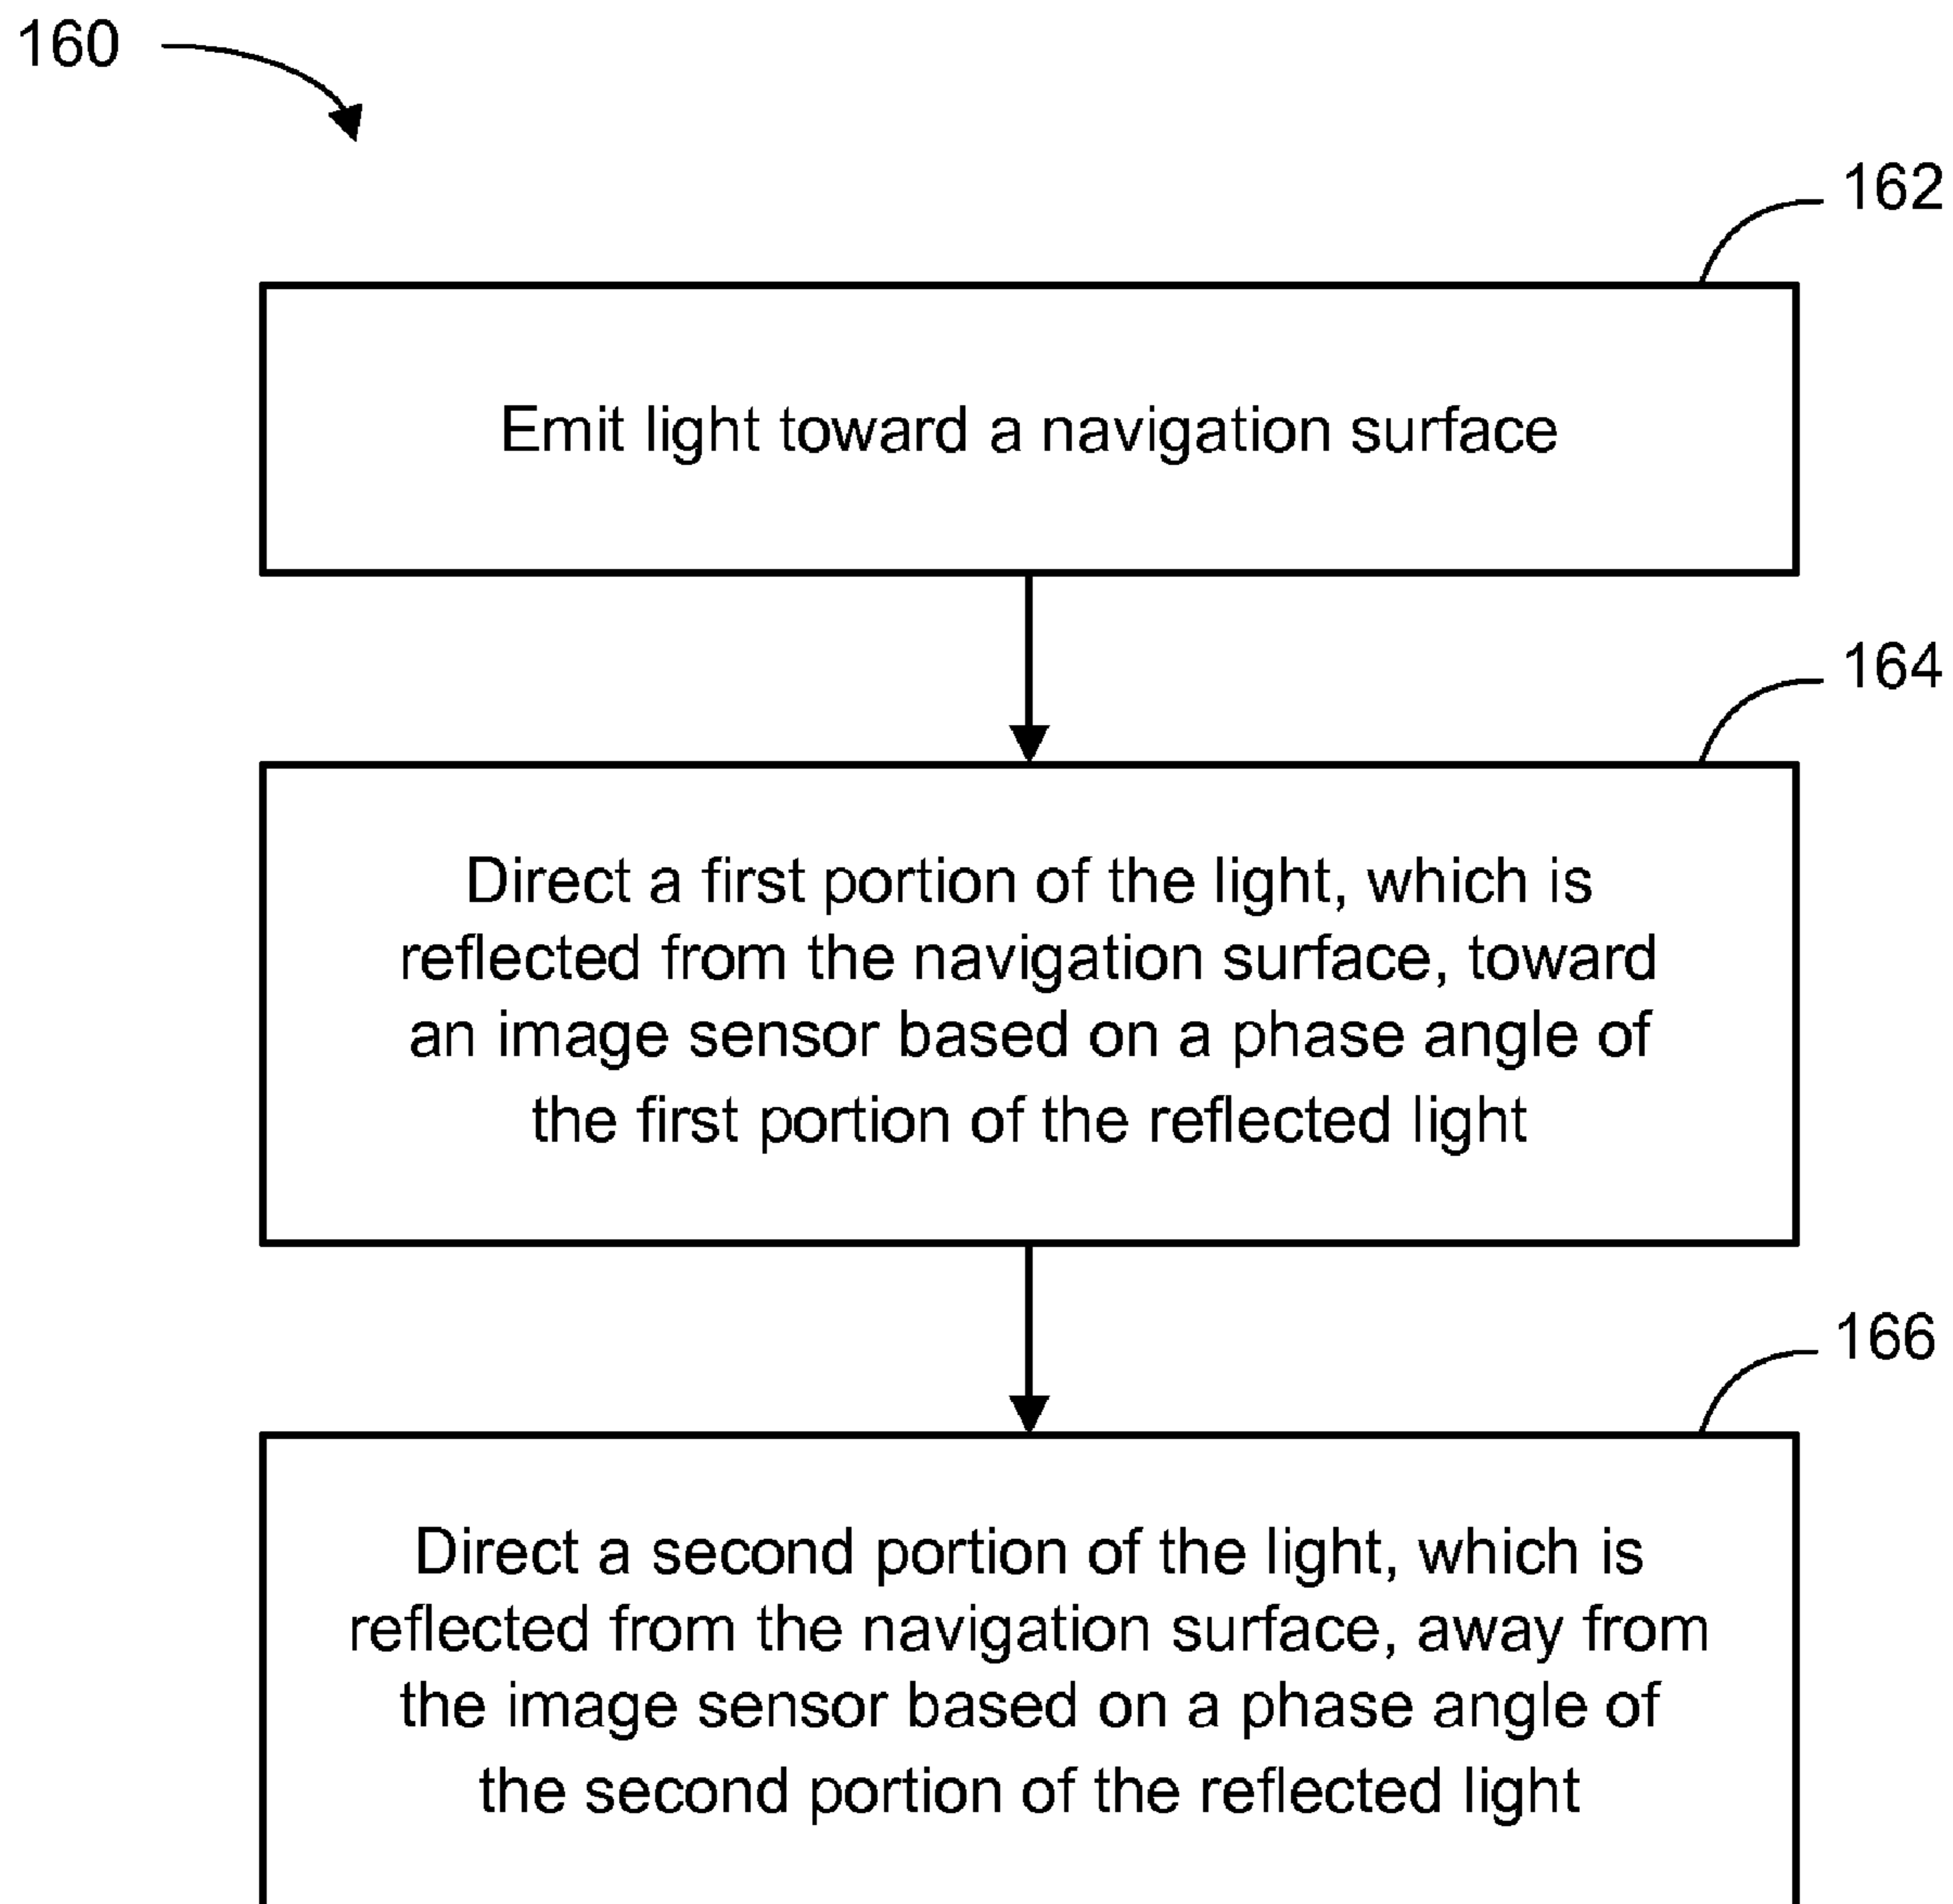 160
162
Emit light toward a navigation surface
164
Direct a first portion of the light, which is
reflected from the navigation surface, toward
an image sensor based on a phase angle of
the first portion of the reflected light
166
Direct a second portion of the light, which is
reflected from the navigation surface, away from
the image sensor based on a phase angle of
the second portion of the reflected light